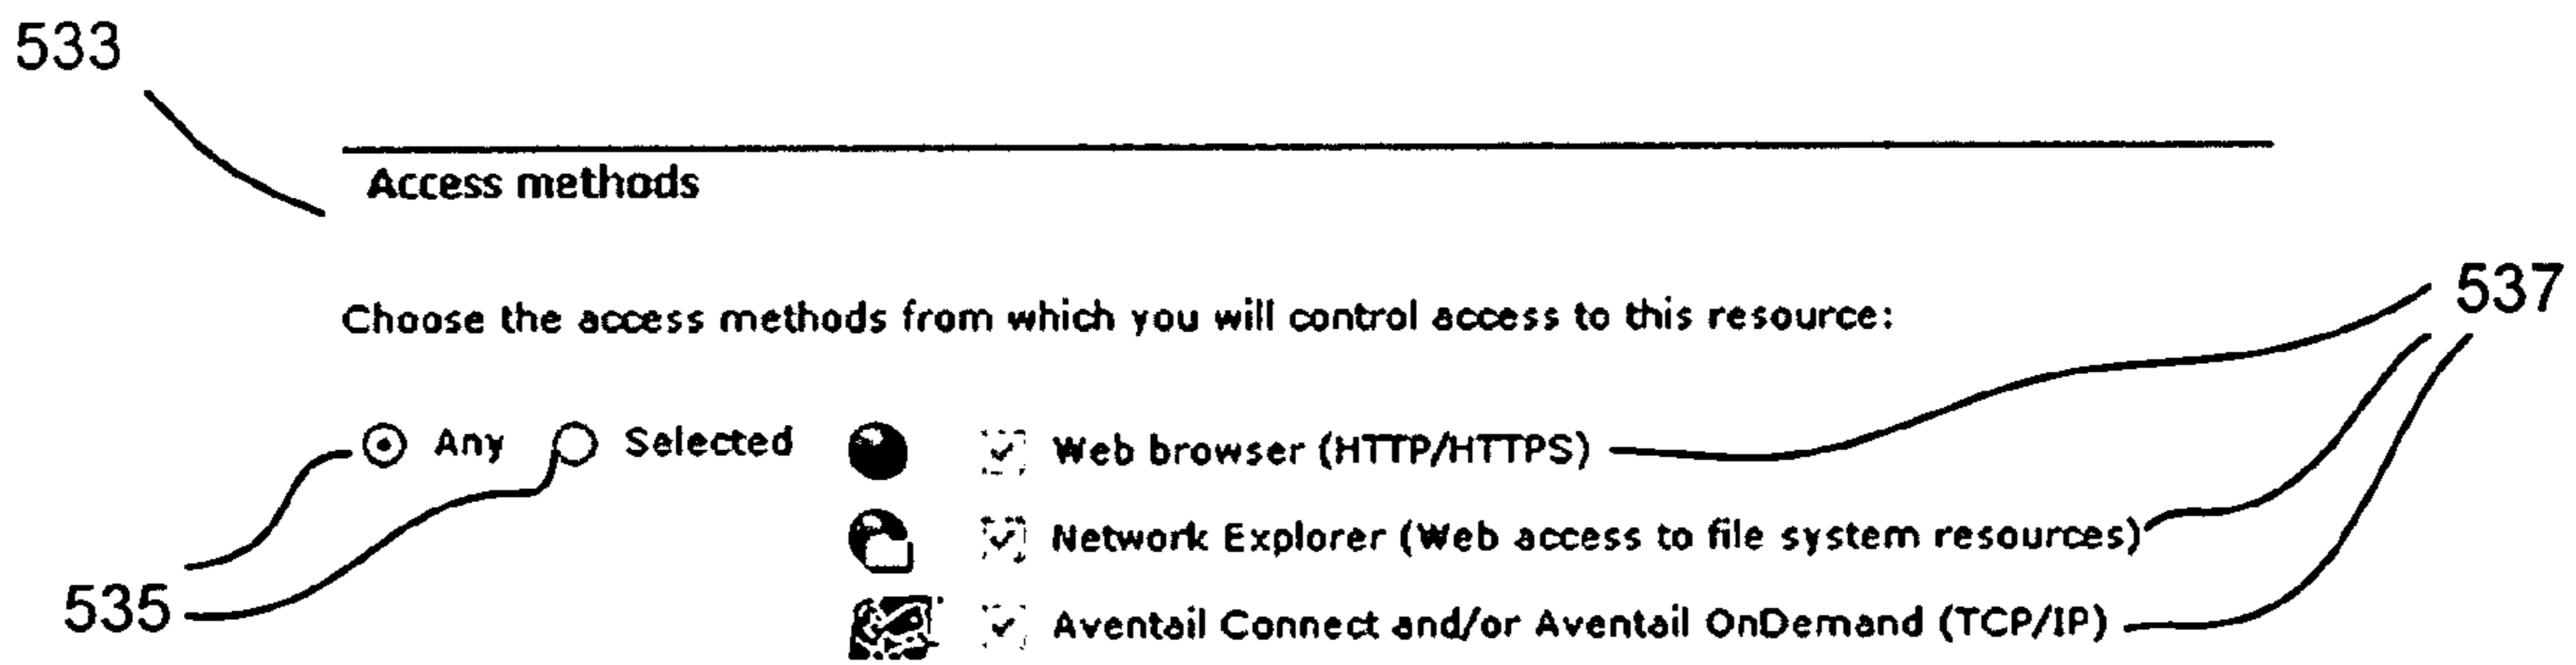 533
Access methods
Choose the access methods from which you will control access to this resource:
537
Any Selected Web browser (HTTP/HTTPS)
Network Explorer (Web access to file system resources)
535 Aventail Connect and/or Aventail OnDemand (TCP/IP)